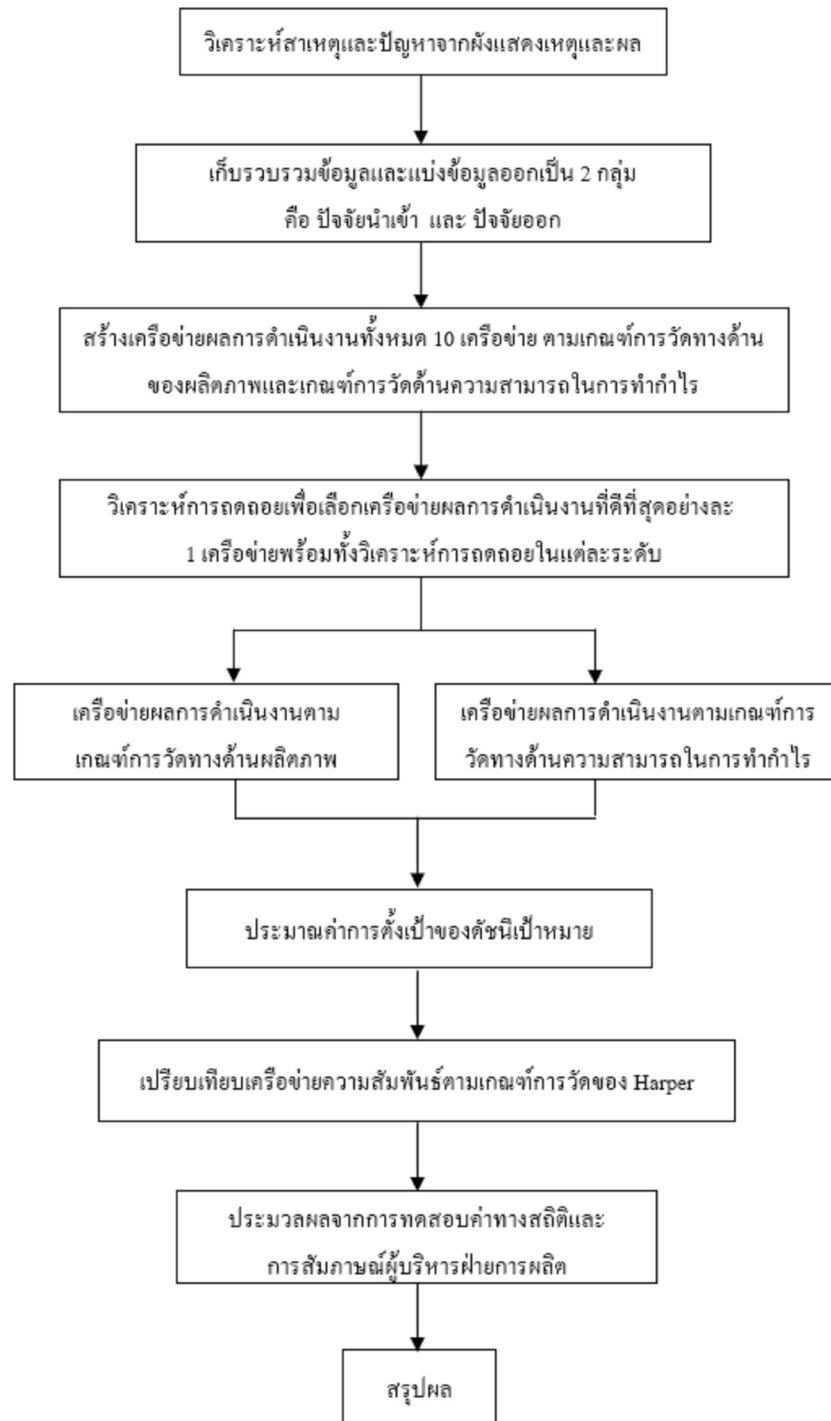 วิเคราะห์สาเหตุและปัญหาจากผังแสดงเหตุและผล
เก็บรวบรวมข้อมูลและแบ่งข้อมูลออกเป็น 2 กลุ่ม
คือ ปัจจัยนำเข้า และ ปัจจัยออก
สร้างเครือข่ายผลการดำเนินงานทั้งหมด 10 เครือข่าย ตามเกณฑ์การวัดทางด้าน
ของผลิตภาพและเกณฑ์การวัดด้านความสามารถในการทำกำไร
วิเคราะห์การถดถอยเพื่อเลือกเครือข่ายผลการดำเนินงานที่ดีที่สุดอย่างละ
1 เครือข่ายพร้อมทั้งวิเคราะห์การถดถอยในแต่ละระดับ
เครือข่ายผลการดำเนินงานตาม
เกณฑ์การวัดทางด้านผลิตภาพ
เครือข่ายผลการดำเนินงานตามเกณฑ์การ
วัดทางด้านความสามารถในการทำกำไร
ประมาณค่าการตั้งเป้าของดัชนีเป้าหมาย
เปรียบเทียบเครือข่ายความสัมพันธ์ตามเกณฑ์การวัดของ Harper
ประมวลผลจากการทดสอบค่าทางสถิติและ
การสัมภาษณ์ผู้บริหารฝ่ายการผลิต
สรุปผล